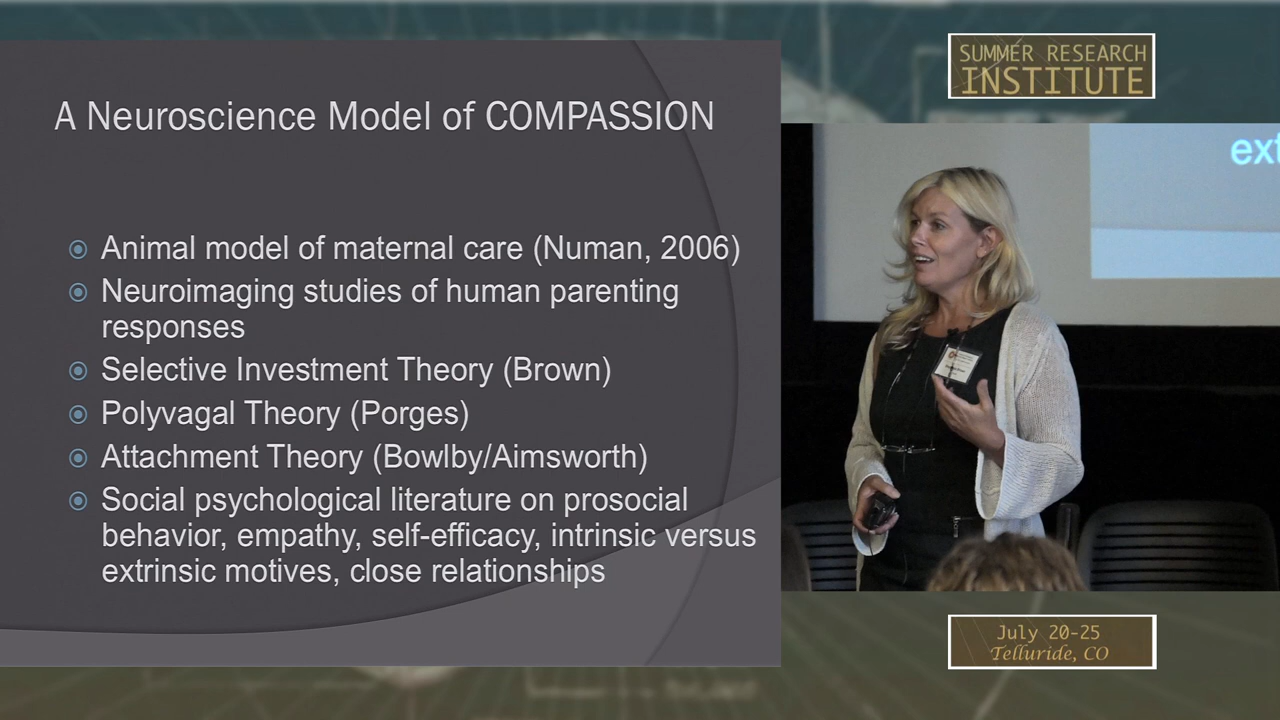 A Neuroscience Model of COMPASSION
Animal model of maternal care (Numan, 2006)
Neuroimaging studies of human parenting
responses
Selective Investment Theory (Brown)
Polyvagal Theory (Porges)
Attachment Theory (Bowlby/Aimsworth)
Social psychological literature on prosocial
behavior, empathy, self-efficacy, intrinsic versus
extrinsic motives, close relationships
SUMMER RESEARCH
INSTITUTE
July 20-25
Telluride, CO